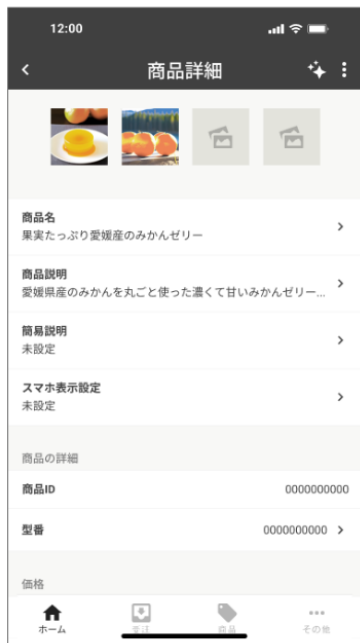 12:00
商品詳細
商品名
果実たっぷり愛媛産のみかんゼリー
商品説明
愛媛県産のみかんを丸ごと使った濃くて甘いみかんゼリー...
簡易説明
未設定
スマホ表示設定
未設定
商品の詳細
商品ID 0000000000
型番 0000000000
価格
ホーム 受注 商品 その他